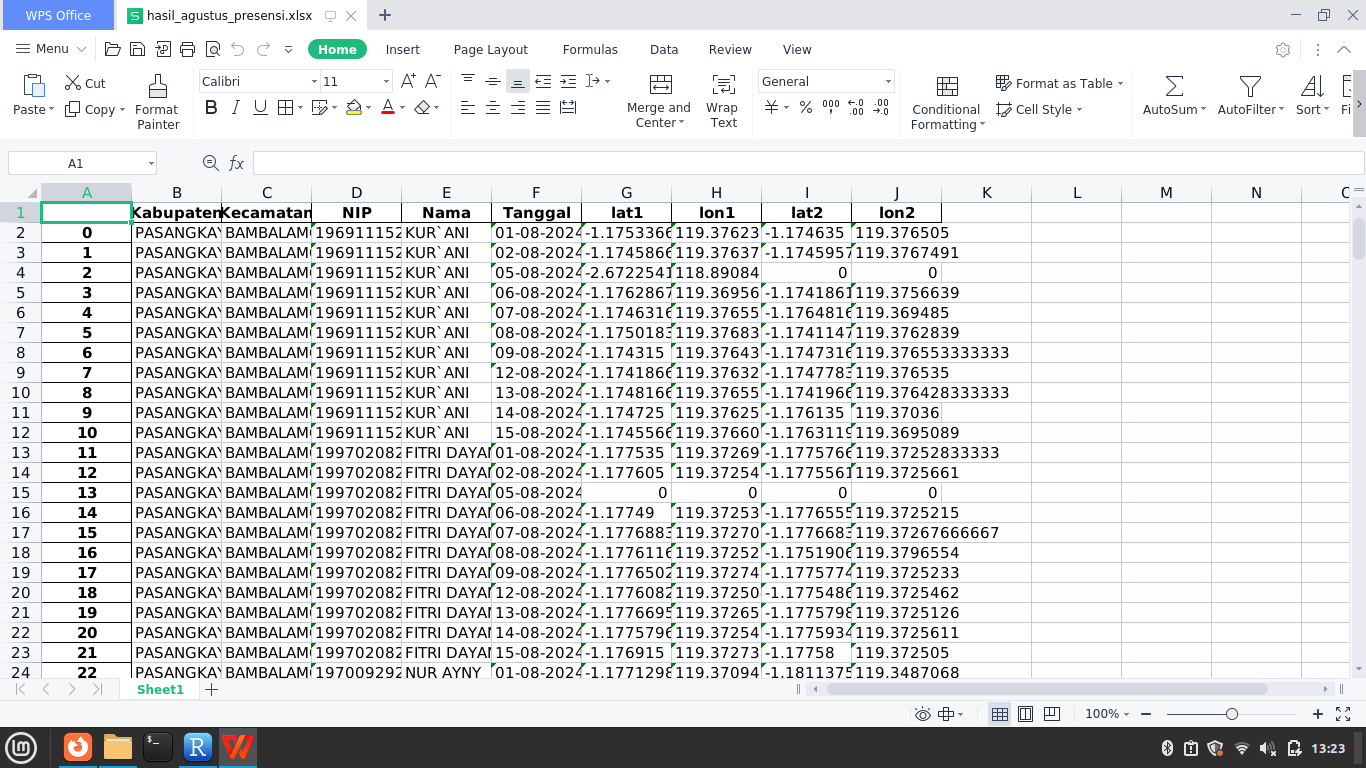 WPS Office hasil_agustus_presensi.xlsx
Menu Home Insert Page Layout Formulas Data Review View
Cut Calibri 11 General Format as Table
Paste Copy Format Painter Merge and Center Wrap Text Conditional Formatting Cell Style AutoSum AutoFilter Sort Fi
A1 fx
A B C D E F G H I J K L M N O
1 Kabupaten Kecamatan NIP Nama Tanggal lat1 lon1 lat2 lon2
2 0 PASANGKAY BAMBALAM 196911152 KUR`ANI 01-08-2024 -1.1753366 119.37623 -1.174635 119.376505
3 1 PASANGKAY BAMBALAM 196911152 KUR`ANI 02-08-2024 -1.1745866 119.37637 -1.1745957 119.3767491
4 2 PASANGKAY BAMBALAM 196911152 KUR`ANI 05-08-2024 -2.6722541 118.89084 0 0
5 3 PASANGKAY BAMBALAM 196911152 KUR`ANI 06-08-2024 -1.1762867 119.36956 -1.1741861 119.3756639
6 4 PASANGKAY BAMBALAM 196911152 KUR`ANI 07-08-2024 -1.1746316 119.37655 -1.1764816 119.369485
7 5 PASANGKAY BAMBALAM 196911152 KUR`ANI 08-08-2024 -1.1750183 119.37683 -1.1741147 119.3762839
8 6 PASANGKAY BAMBALAM 196911152 KUR`ANI 09-08-2024 -1.174315 119.37643 -1.1747316 119.376553333333
9 7 PASANGKAY BAMBALAM 196911152 KUR`ANI 12-08-2024 -1.1741866 119.37632 -1.1747783 119.376535
10 8 PASANGKAY BAMBALAM 196911152 KUR`ANI 13-08-2024 -1.1748166 119.37655 -1.1741966 119.376428333333
11 9 PASANGKAY BAMBALAM 196911152 KUR`ANI 14-08-2024 -1.174725 119.37625 -1.176135 119.37036
12 10 PASANGKAY BAMBALAM 196911152 KUR`ANI 15-08-2024 -1.1745566 119.37660 -1.1763119 119.3695089
13 11 PASANGKAY BAMBALAM 199702082 FITRI DAYAN 01-08-2024 -1.177535 119.37269 -1.1775766 119.37252833333
14 12 PASANGKAY BAMBALAM 199702082 FITRI DAYAN 02-08-2024 -1.177605 119.37254 -1.1775561 119.3725661
15 13 PASANGKAY BAMBALAM 199702082 FITRI DAYAN 05-08-2024 0 0 0 0
16 14 PASANGKAY BAMBALAM 199702082 FITRI DAYAN 06-08-2024 -1.17749 119.37253 -1.1776555 119.3725215
17 15 PASANGKAY BAMBALAM 199702082 FITRI DAYAN 07-08-2024 -1.1776883 119.37270 -1.1776683 119.37267666667
18 16 PASANGKAY BAMBALAM 199702082 FITRI DAYAN 08-08-2024 -1.1776116 119.37252 -1.1751906 119.3796554
19 17 PASANGKAY BAMBALAM 199702082 FITRI DAYAN 09-08-2024 -1.1776502 119.37274 -1.1775774 119.3725233
20 18 PASANGKAY BAMBALAM 199702082 FITRI DAYAN 12-08-2024 -1.1776082 119.37250 -1.1775486 119.3725462
21 19 PASANGKAY BAMBALAM 199702082 FITRI DAYAN 13-08-2024 -1.1776695 119.37265 -1.1775798 119.3725126
22 20 PASANGKAY BAMBALAM 199702082 FITRI DAYAN 14-08-2024 -1.1775796 119.37254 -1.1775934 119.3725611
23 21 PASANGKAY BAMBALAM 199702082 FITRI DAYAN 15-08-2024 -1.176915 119.37273 -1.17758 119.372505
24 22 PASANGKAY BAMBALAM 197009292 NUR AYNY 01-08-2024 -1.1771298 119.37094 -1.1811375 119.3487068
Sheet1
100%
13:23